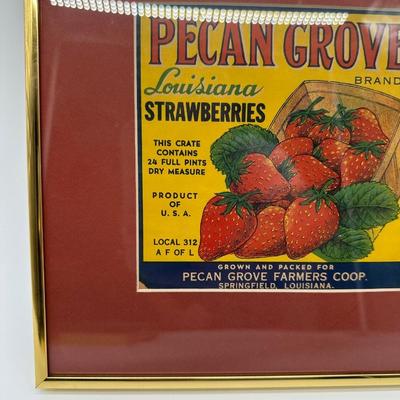 PECAN GROVE
BRAND
Louisiana
STRAWBERRIES
THIS CRATE
CONTAINS
24 FULL PINTS
DRY MEASURE
PRODUCT
OF
U. S. A.
LOCAL 312
A F OF L
GROWN AND PACKED FOR
PECAN GROVE FARMERS COOP.
SPRINGFIELD, LOUISIANA.